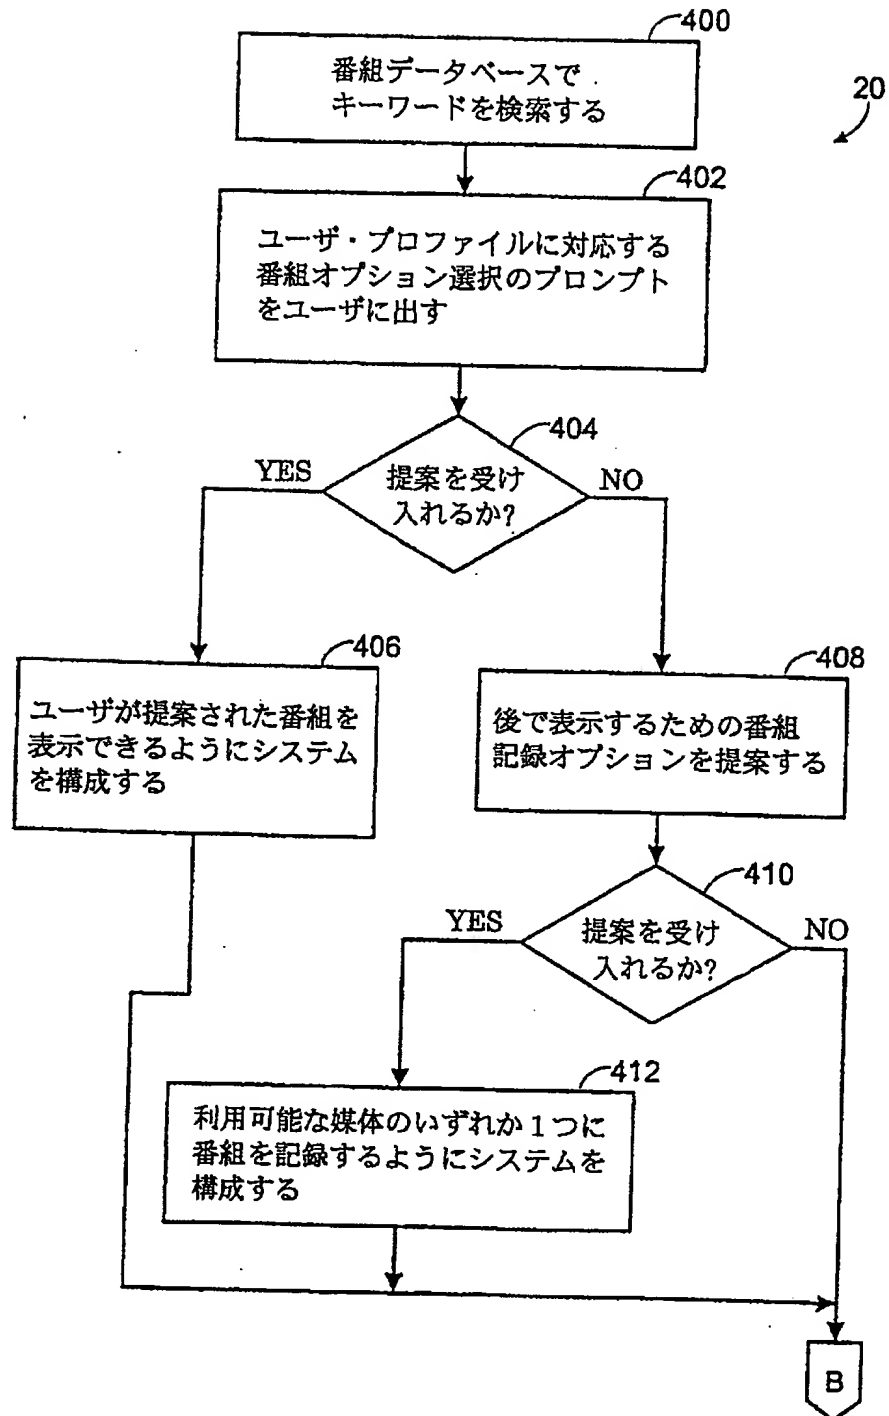 400
番組データベースで
キーワードを検索する
20
402
ユーザ・プロファイルに対応する
番組オプション選択のプロンプト
をユーザに出す
404
YES
提案を受け
入れるか?
NO
406
ユーザが提案された番組を
表示できるようにシステム
を構成する
408
後で表示するための番組
記録オプションを提案する
410
YES
提案を受け
入れるか?
NO
412
利用可能な媒体のいずれか1つに
番組を記録するようにシステムを
構成する
B